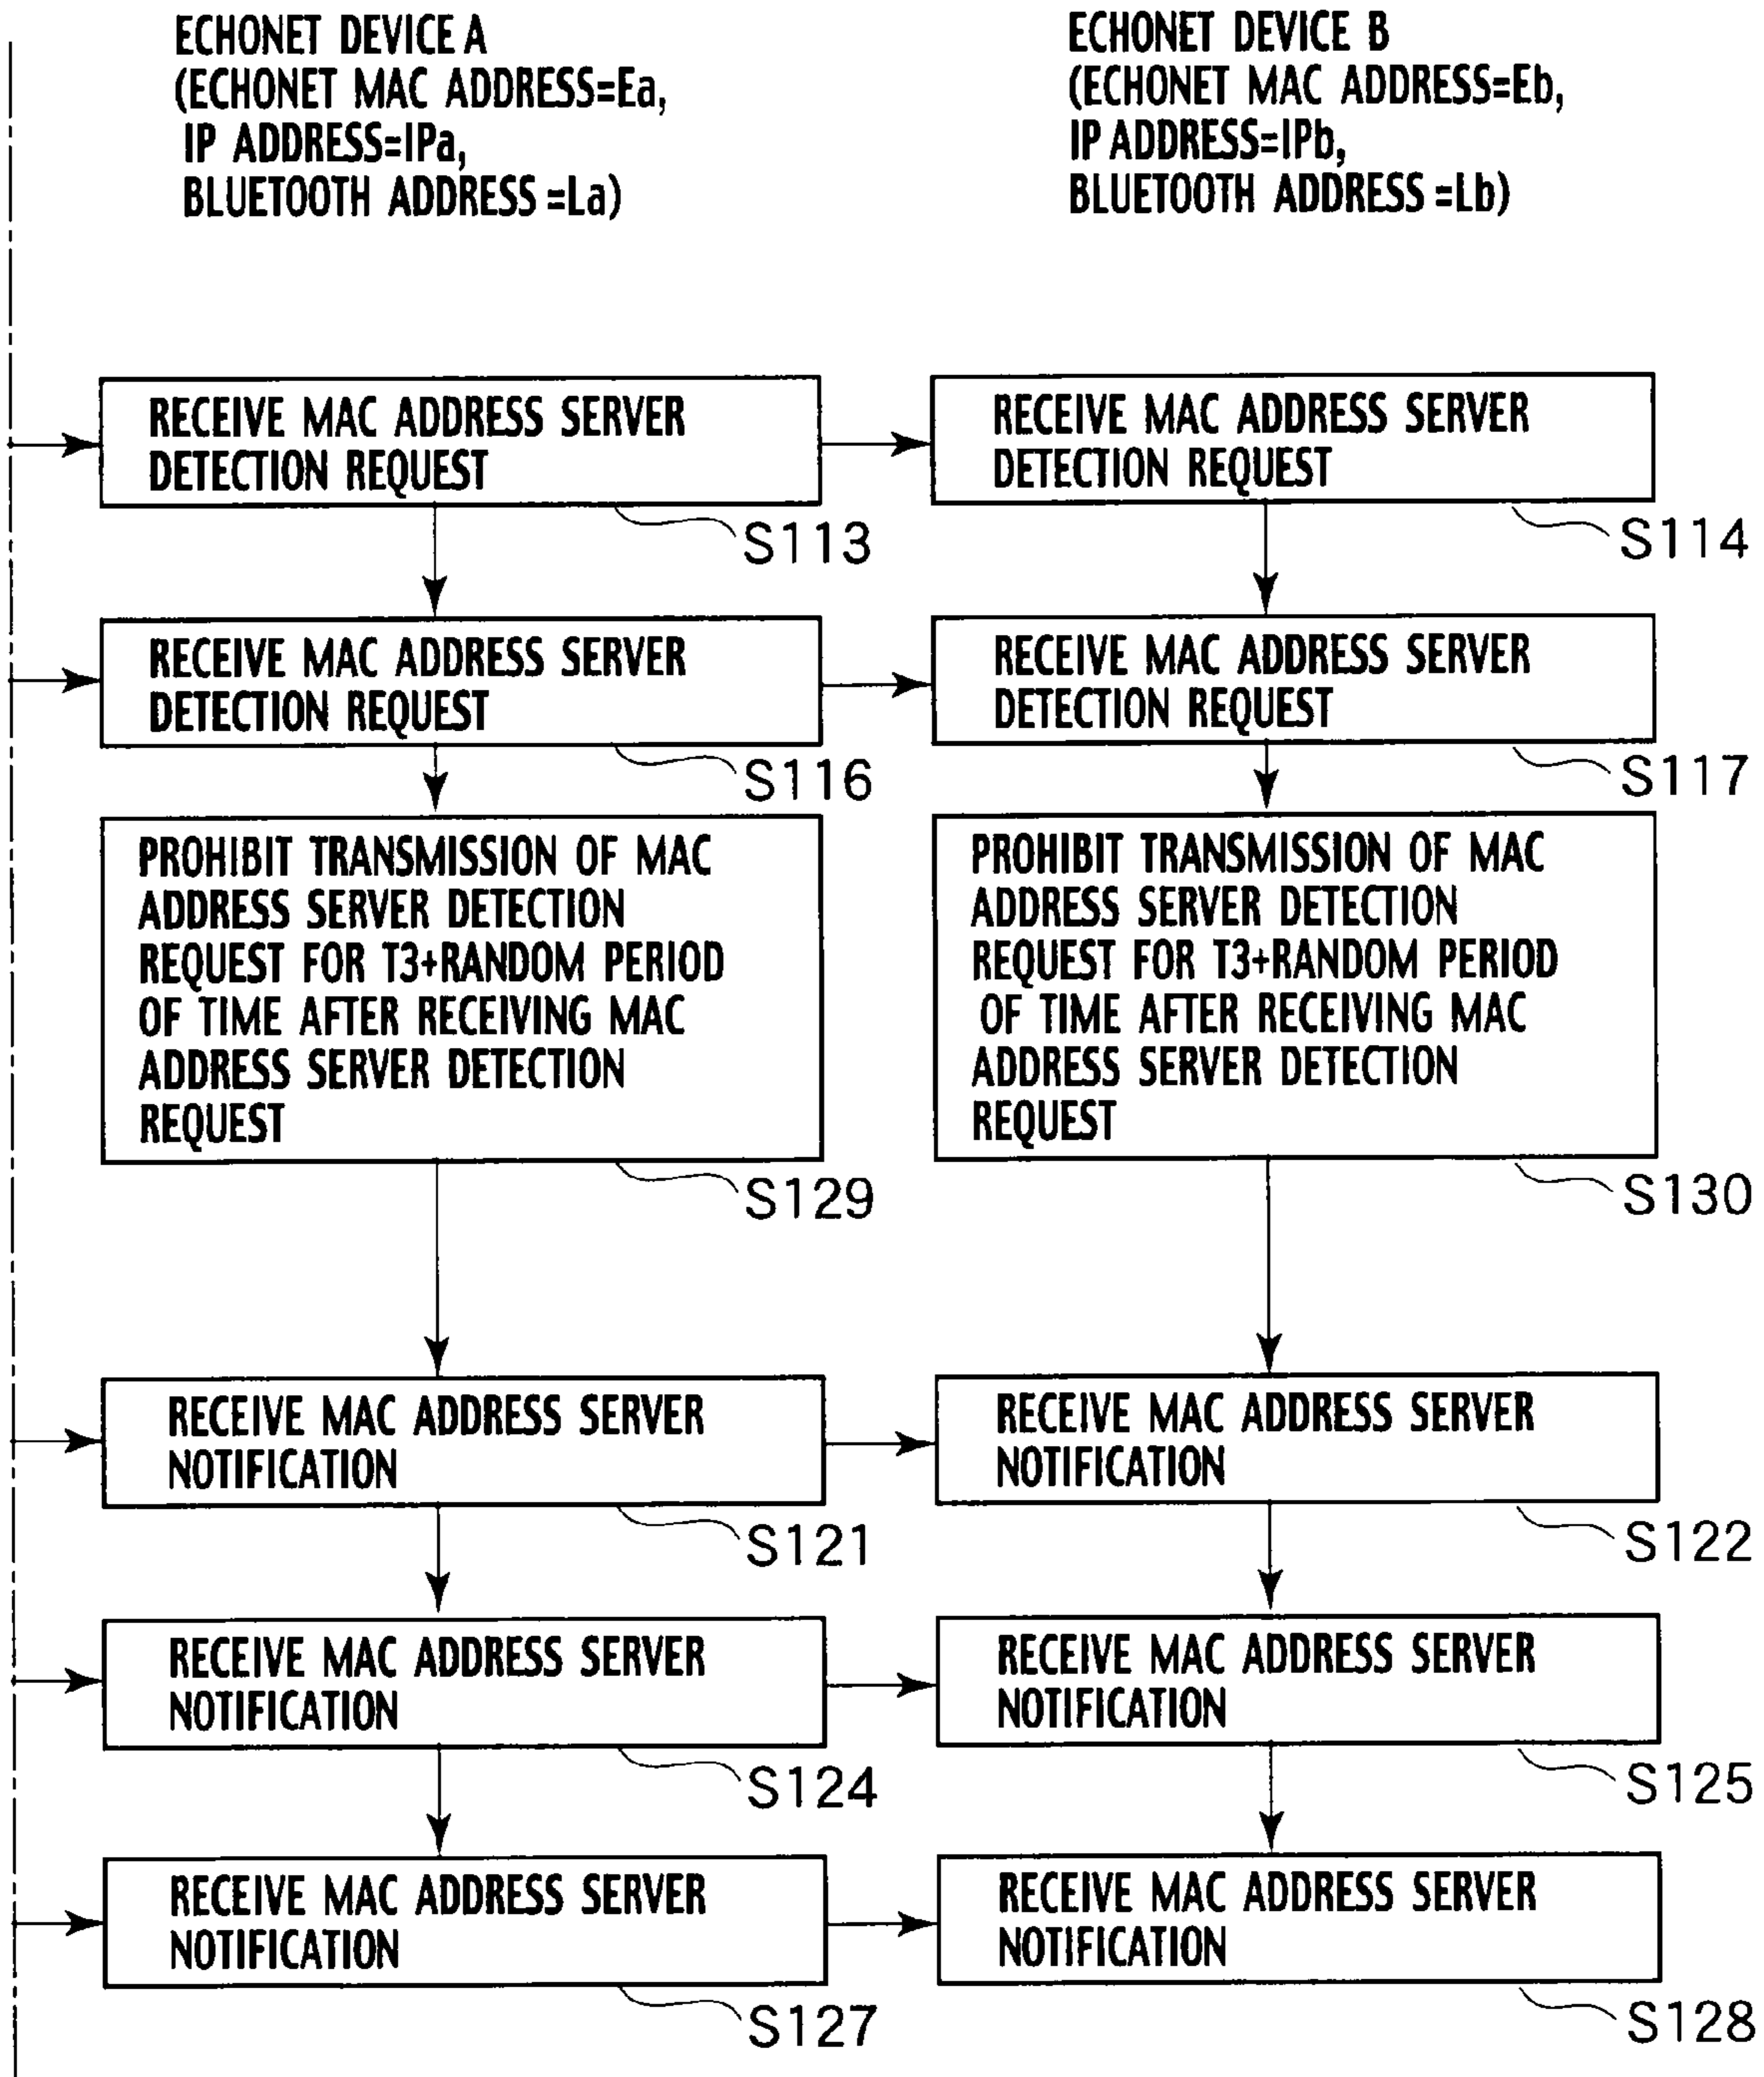 ECHONET DEVICE A
(ECHONET MAC ADDRESS=Ea,
IP ADDRESS=IPa,
BLUETOOTH ADDRESS=La)
ECHONET DEVICE B
(ECHONET MAC ADDRESS=Eb,
IP ADDRESS=IPb,
BLUETOOTH ADDRESS=Lb)
RECEIVE MAC ADDRESS SERVER
DETECTION REQUEST
S113
RECEIVE MAC ADDRESS SERVER
DETECTION REQUEST
S114
RECEIVE MAC ADDRESS SERVER
DETECTION REQUEST
S116
RECEIVE MAC ADDRESS SERVER
DETECTION REQUEST
S117
PROHIBIT TRANSMISSION OF MAC
ADDRESS SERVER DETECTION
REQUEST FOR T3+RANDOM PERIOD
OF TIME AFTER RECEIVING MAC
ADDRESS SERVER DETECTION
REQUEST
S129
PROHIBIT TRANSMISSION OF MAC
ADDRESS SERVER DETECTION
REQUEST FOR T3+RANDOM PERIOD
OF TIME AFTER RECEIVING MAC
ADDRESS SERVER DETECTION
REQUEST
S130
RECEIVE MAC ADDRESS SERVER
NOTIFICATION
S121
RECEIVE MAC ADDRESS SERVER
NOTIFICATION
S122
RECEIVE MAC ADDRESS SERVER
NOTIFICATION
S124
RECEIVE MAC ADDRESS SERVER
NOTIFICATION
S125
RECEIVE MAC ADDRESS SERVER
NOTIFICATION
S127
RECEIVE MAC ADDRESS SERVER
NOTIFICATION
S128